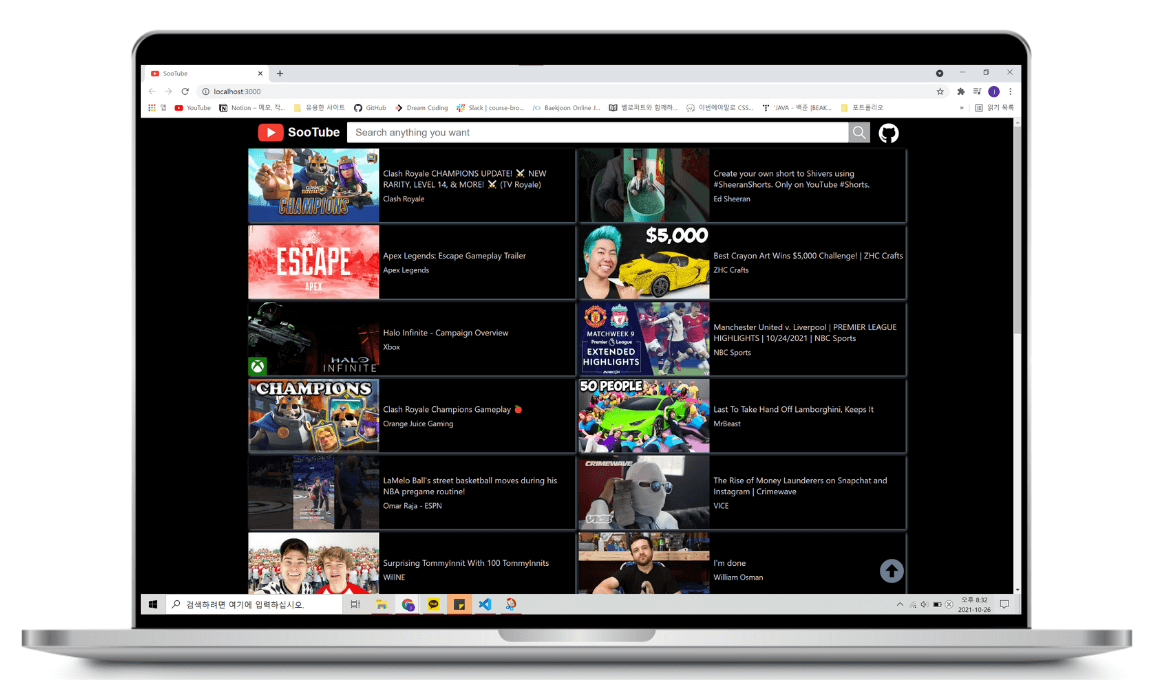 SooTube
localhost:3000
앱
YouTube
Notion – 메모, 작...
유용한 사이트
GitHub
Dream Coding
Slack | course-bro...
Baekjoon Online J...
벨로퍼트와 함께하...
이번에야말로 CSS...
'JAVA - 백준 (BEAK...
포트폴리오
»
읽기 목록
SooTube
Search anything you want
CLASH ROYALE
CHAMPIONS
Clash Royale CHAMPIONS UPDATE! ⚔️ NEW
RARITY, LEVEL 14, & MORE! ⚔️ (TV Royale)
Clash Royale
Create your own short to Shivers using
#SheeranShorts. Only on YouTube #Shorts.
Ed Sheeran
ESCAPE
APEX
Apex Legends: Escape Gameplay Trailer
Apex Legends
$5,000
Best Crayon Art Wins $5,000 Challenge! | ZHC Crafts
ZHC Crafts
HALO
INFINITE
Halo Infinite - Campaign Overview
Xbox
MATCHWEEK 9
Premier League
EXTENDED
HIGHLIGHTS
Manchester United v. Liverpool | PREMIER LEAGUE
HIGHLIGHTS | 10/24/2021 | NBC Sports
NBC Sports
CHAMPIONS
Clash Royale Champions Gameplay 🍎
Orange Juice Gaming
50 PEOPLE
Last To Take Hand Off Lamborghini, Keeps It
MrBeast
LaMelo Ball's street basketball moves during his
NBA pregame routine!
Omar Raja - ESPN
CRIMEWAVE
VICE
The Rise of Money Launderers on Snapchat and
Instagram | Crimewave
VICE
Surprising TommyInnit With 100 TommyInnits
WillNE
I'm done
William Osman
검색하려면 여기에 입력하십시오.
오후 8:32
2021-10-26